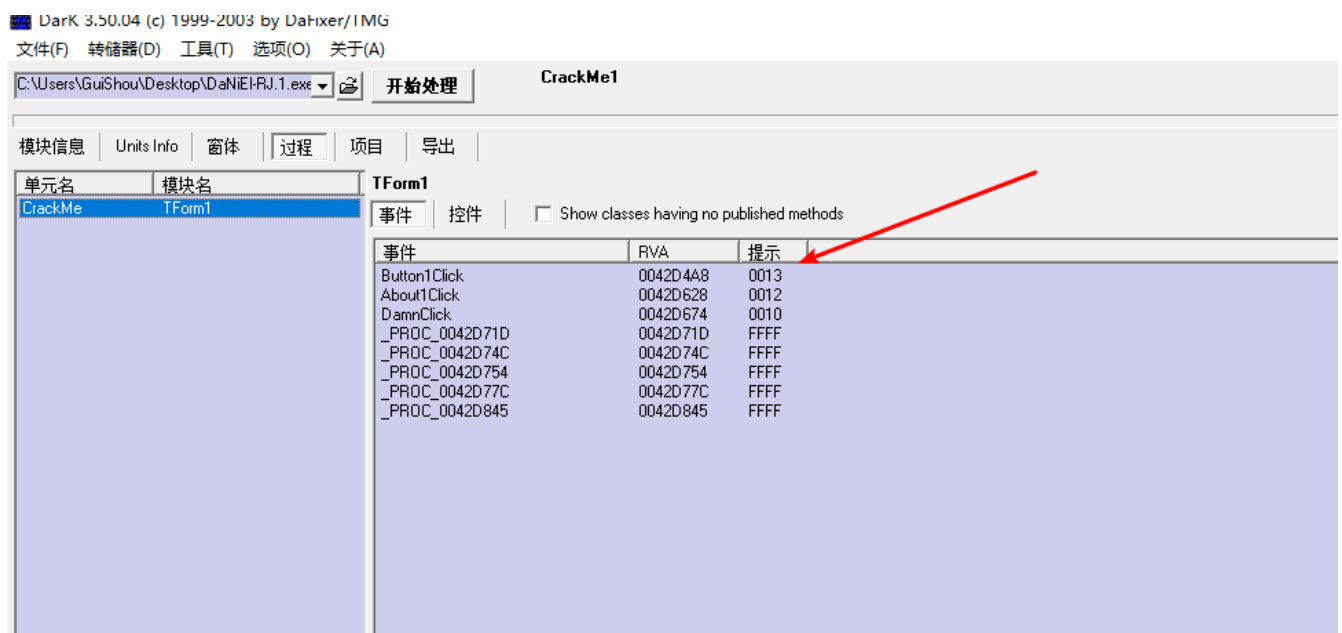 DarK 3.50.04 (c) 1999-2003 by DaFixer/TMG
文件(F) 转储器(D) 工具(T) 选项(O) 关于(A)
C:\Users\GuiShou\Desktop\DaNiEl-RJ.1.exe 开始处理 CrackMe1
模块信息 Units Info 窗体 过程 项目 导出
单元名 模块名 TForm1
CrackMe TForm1
事件 控件 Show classes having no published methods
事件 RVA 提示
Button1Click 0042D4A8 0013
About1Click 0042D628 0012
DamnClick 0042D674 0010
_PROC_0042D71D 0042D71D FFFF
_PROC_0042D74C 0042D74C FFFF
_PROC_0042D754 0042D754 FFFF
_PROC_0042D77C 0042D77C FFFF
_PROC_0042D845 0042D845 FFFF